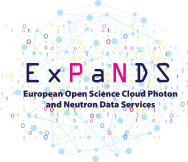 ExPaNDS
European Open Science Cloud Photon
and Neutron Data Services